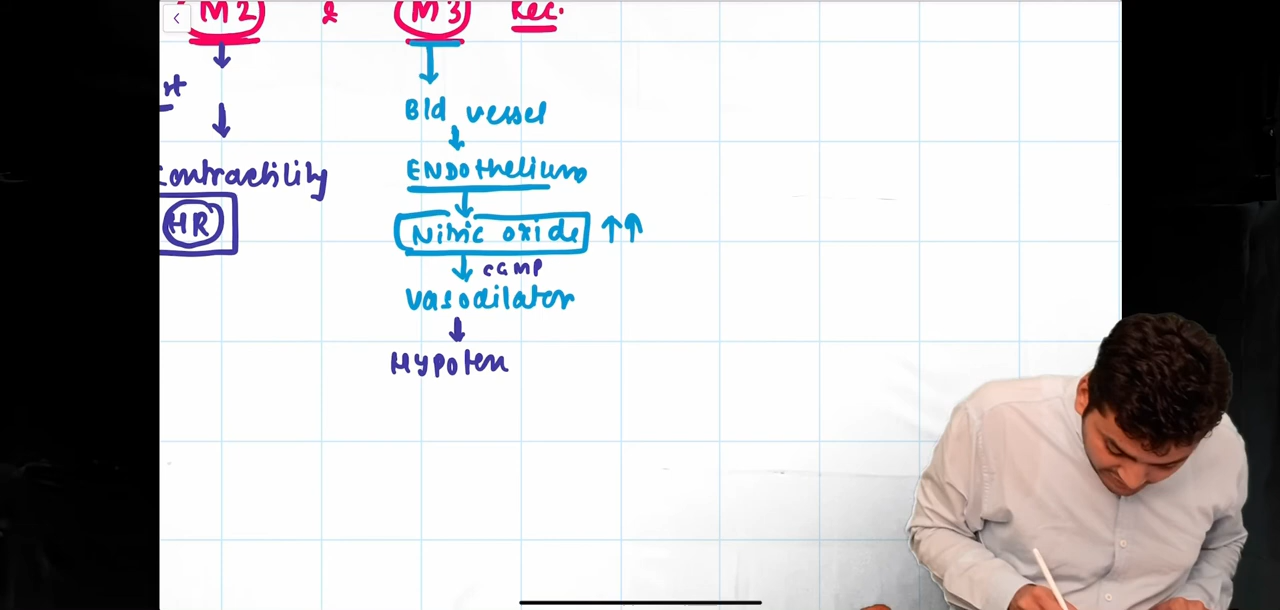 M2 & M3 Rec.
Bld vessel
ENDothelium
Contractility
HR
Nitric oxide ↑↑
cGMP
vasodilator
Hypoten